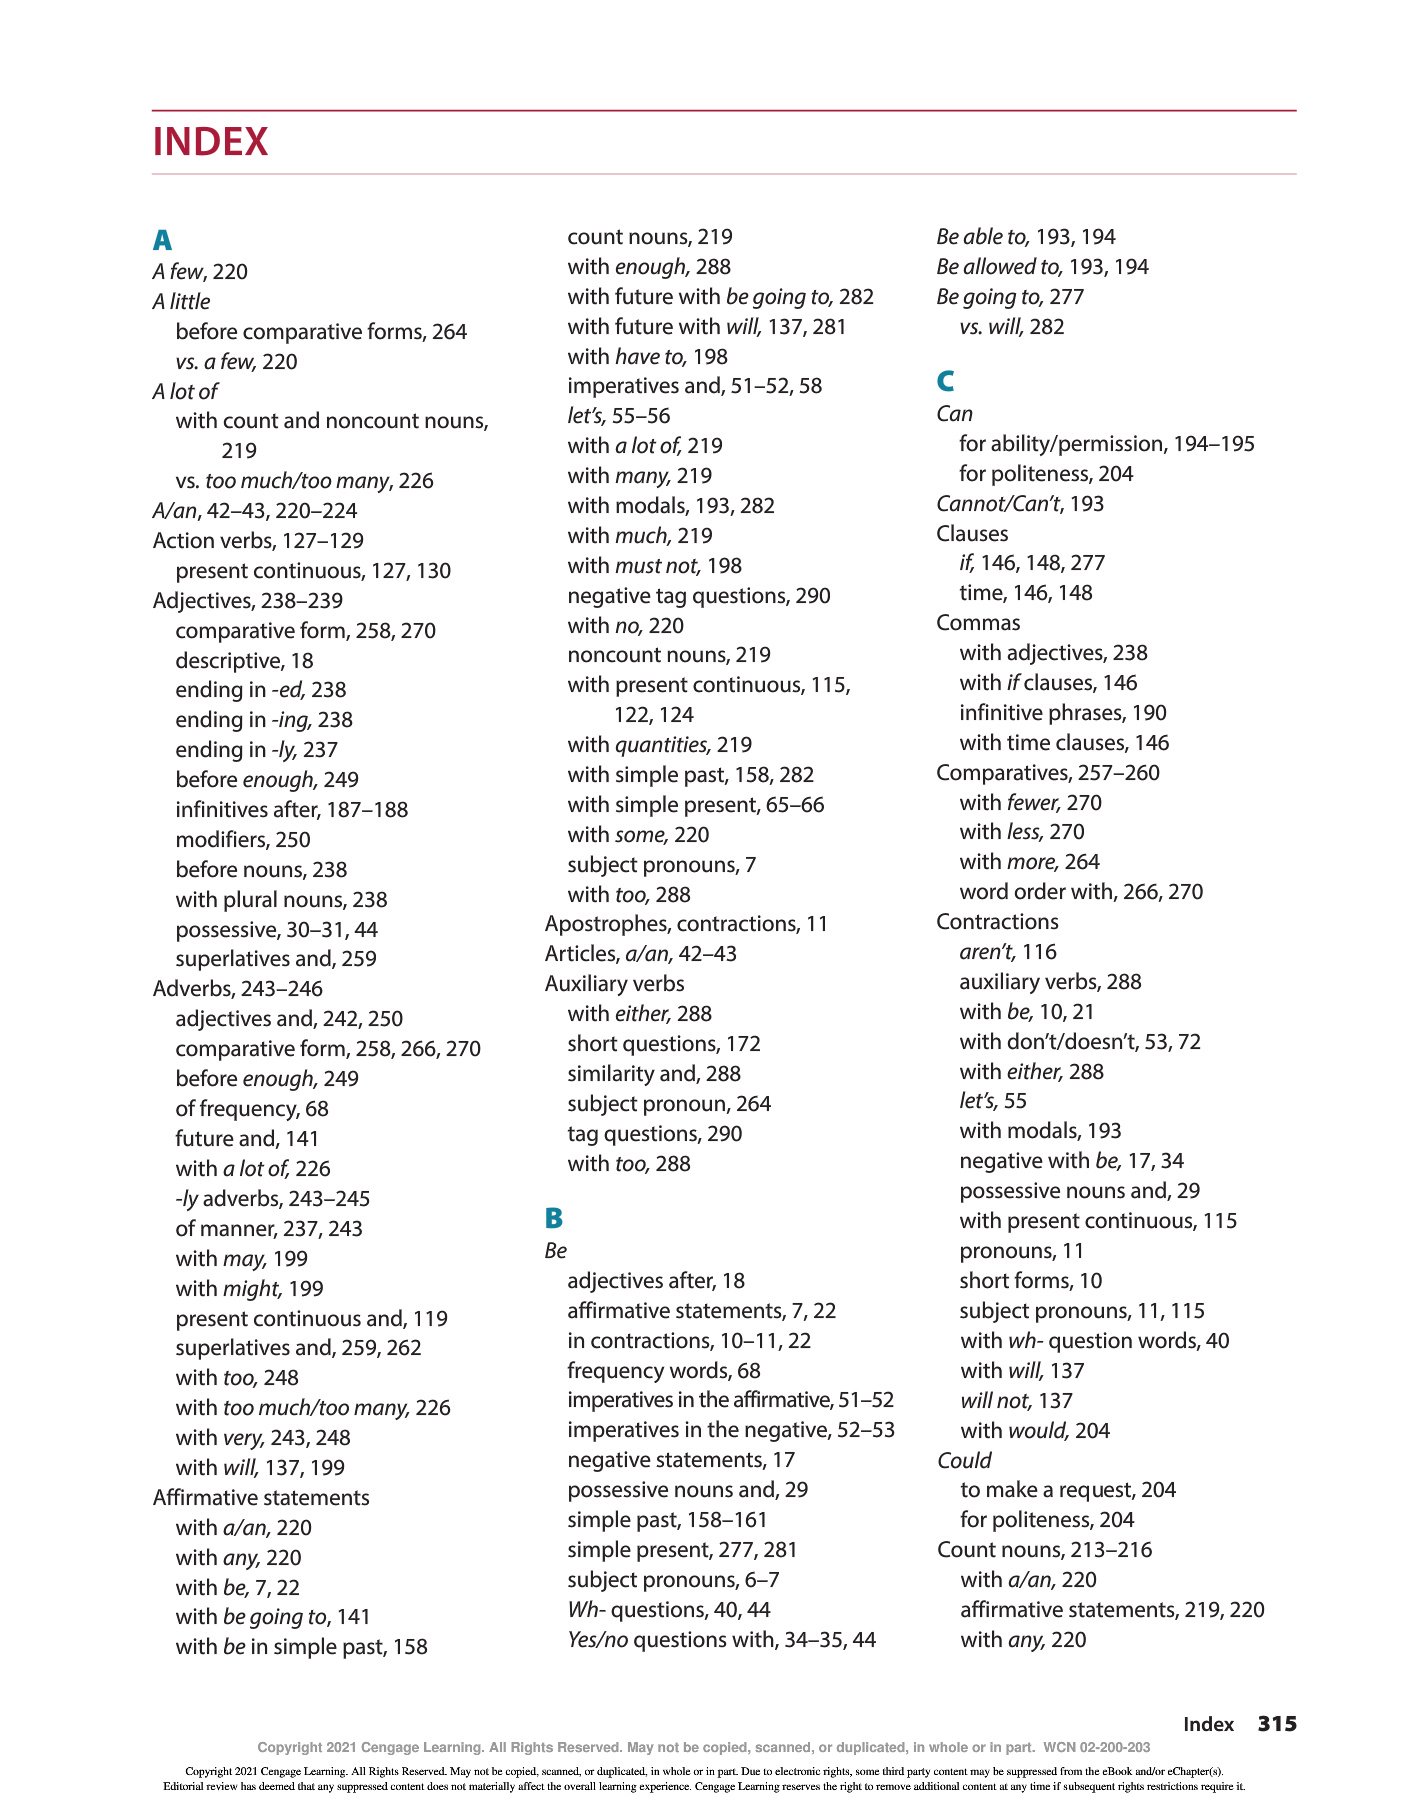 INDEX
A
A few, 220
A little
before comparative forms, 264
vs. a few, 220
A lot of
with count and noncount nouns,
219
vs. too much/too many, 226
A/an, 42–43, 220–224
Action verbs, 127–129
present continuous, 127, 130
Adjectives, 238–239
comparative form, 258, 270
descriptive, 18
ending in -ed, 238
ending in -ing, 238
ending in -ly, 237
before enough, 249
infinitives after, 187–188
modifiers, 250
before nouns, 238
with plural nouns, 238
possessive, 30–31, 44
superlatives and, 259
Adverbs, 243–246
adjectives and, 242, 250
comparative form, 258, 266, 270
before enough, 249
of frequency, 68
future and, 141
with a lot of, 226
-ly adverbs, 243–245
of manner, 237, 243
with may, 199
with might, 199
present continuous and, 119
superlatives and, 259, 262
with too, 248
with too much/too many, 226
with very, 243, 248
with will, 137, 199
Affirmative statements
with a/an, 220
with any, 220
with be, 7, 22
with be going to, 141
with be in simple past, 158
count nouns, 219
with enough, 288
with future with be going to, 282
with future with will, 137, 281
with have to, 198
imperatives and, 51–52, 58
let's, 55–56
with a lot of, 219
with many, 219
with modals, 193, 282
with much, 219
with must not, 198
negative tag questions, 290
with no, 220
noncount nouns, 219
with present continuous, 115,
122, 124
with quantities, 219
with simple past, 158, 282
with simple present, 65–66
with some, 220
subject pronouns, 7
with too, 288
Apostrophes, contractions, 11
Articles, a/an, 42–43
Auxiliary verbs
with either, 288
short questions, 172
similarity and, 288
subject pronoun, 264
tag questions, 290
with too, 288
B
Be
adjectives after, 18
affirmative statements, 7, 22
in contractions, 10–11, 22
frequency words, 68
imperatives in the affirmative, 51–52
imperatives in the negative, 52–53
negative statements, 17
possessive nouns and, 29
simple past, 158–161
simple present, 277, 281
subject pronouns, 6–7
Wh- questions, 40, 44
Yes/no questions with, 34–35, 44
Be able to, 193, 194
Be allowed to, 193, 194
Be going to, 277
vs. will, 282
C
Can
for ability/permission, 194–195
for politeness, 204
Cannot/Can't, 193
Clauses
if, 146, 148, 277
time, 146, 148
Commas
with adjectives, 238
with if clauses, 146
infinitive phrases, 190
with time clauses, 146
Comparatives, 257–260
with fewer, 270
with less, 270
with more, 264
word order with, 266, 270
Contractions
aren't, 116
auxiliary verbs, 288
with be, 10, 21
with don't/doesn't, 53, 72
with either, 288
let's, 55
with modals, 193
negative with be, 17, 34
possessive nouns and, 29
with present continuous, 115
pronouns, 11
short forms, 10
subject pronouns, 11, 115
with wh- question words, 40
with will, 137
will not, 137
with would, 204
Could
to make a request, 204
for politeness, 204
Count nouns, 213–216
with a/an, 220
affirmative statements, 219, 220
with any, 220
Index 315
Copyright 2021 Cengage Learning. All Rights Reserved. May not be copied, scanned, or duplicated, in whole or in part. WCN 02-200-203
Copyright 2021 Cengage Learning. All Rights Reserved. May not be copied, scanned, or duplicated, in whole or in part. Due to electronic rights, some third party content may be suppressed from the eBook and/or eChapter(s).
Editorial review has deemed that any suppressed content does not materially affect the overall learning experience. Cengage Learning reserves the right to remove additional content at any time if subsequent rights restrictions require it.